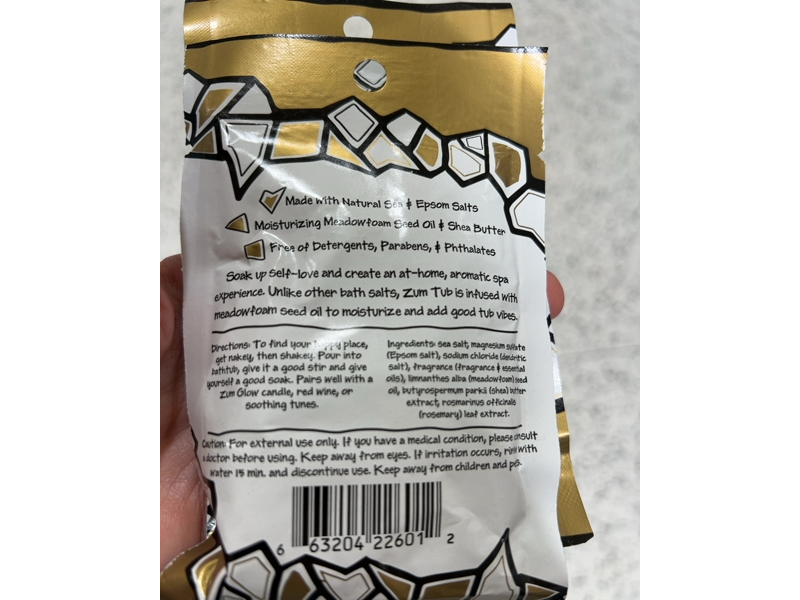 Made with Natural Sea & Epsom Salts
Moisturizing Meadowfoam Seed Oil & Shea Butter
Free of Detergents, Parabens, & Phthalates
Soak up self-love and create an at-home, aromatic spa
experience. Unlike other bath salts, Zum Tub is infused with
meadowfoam seed oil to moisturize and add good tub vibes.
Directions: To find your happy place,
get nakey, then shakey. Pour into
bathtub, give it a good stir and give
yourself a good soak. Pairs well with a
Zum Glow candle, red wine, or
soothing tunes.
Ingredients: sea salt, magnesium sulfate
(Epsom salt), sodium chloride (dendritic
salt), fragrance (fragrance & essential
oils), limnanthes alba (meadowfoam) seed
oil, butyrospermum parkii (shea) butter
extract, rosmarinus officinalis
(rosemary) leaf extract.
Caution: For external use only. If you have a medical condition, please consult
a doctor before using. Keep away from eyes. If irritation occurs, rinse with
water 15 min. and discontinue use. Keep away from children and pets.
6 63204 22601 2